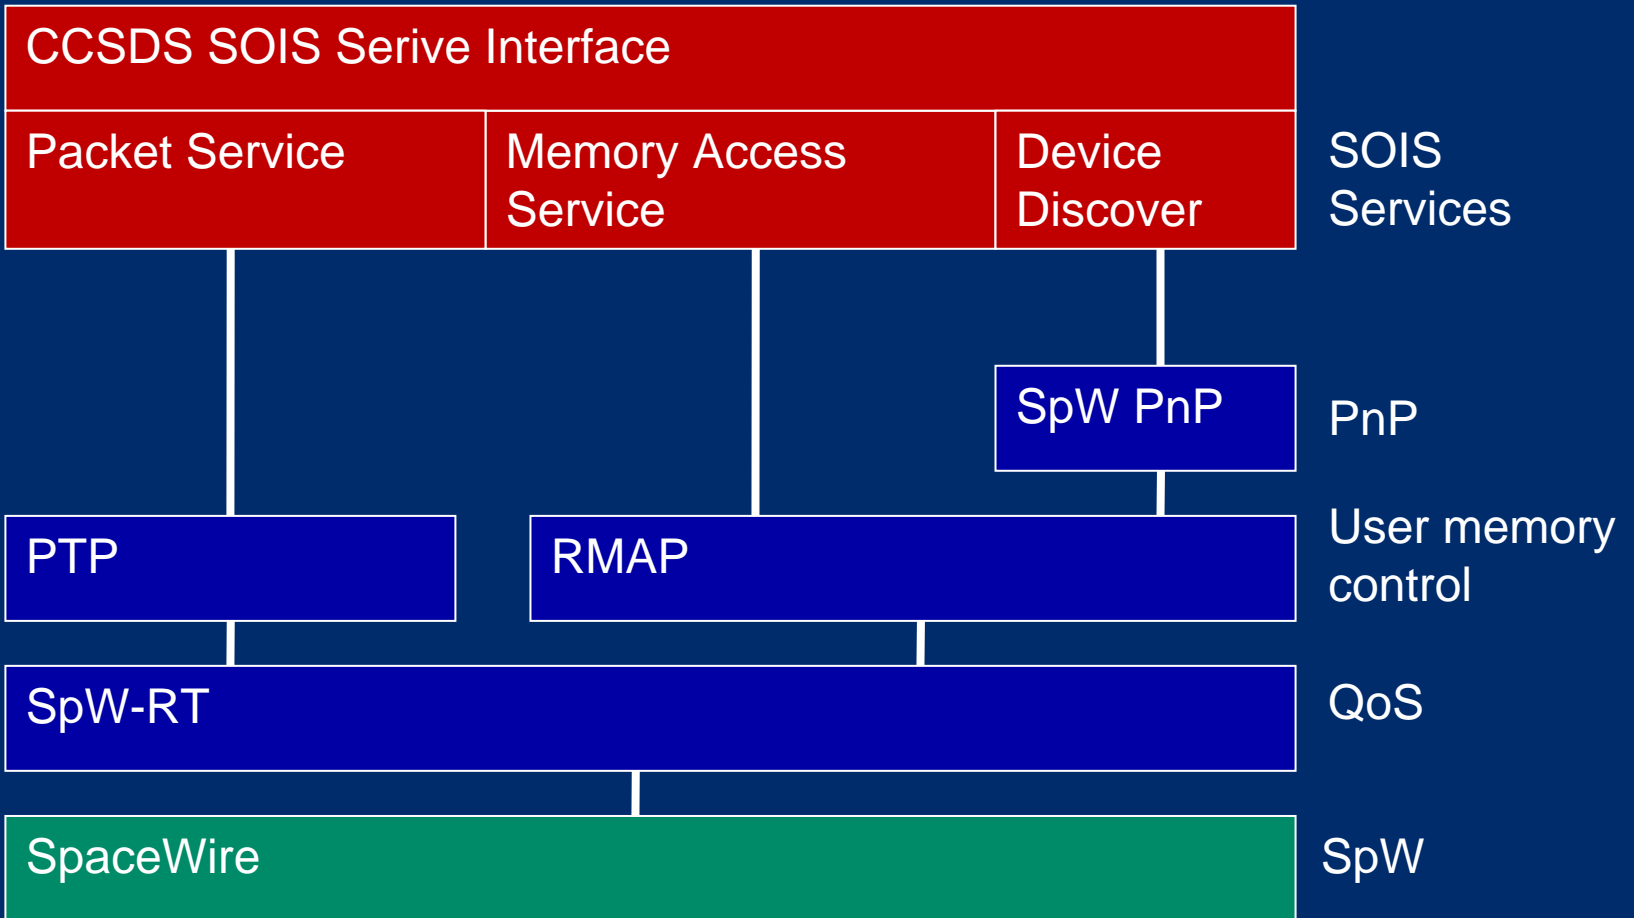 CCSDS SOIS Serive Interface
Packet Service
Memory Access
Service
Device
Discover
SOIS
Services
SpW PnP
PnP
PTP
RMAP
User memory
control
SpW-RT
QoS
SpaceWire
SpW